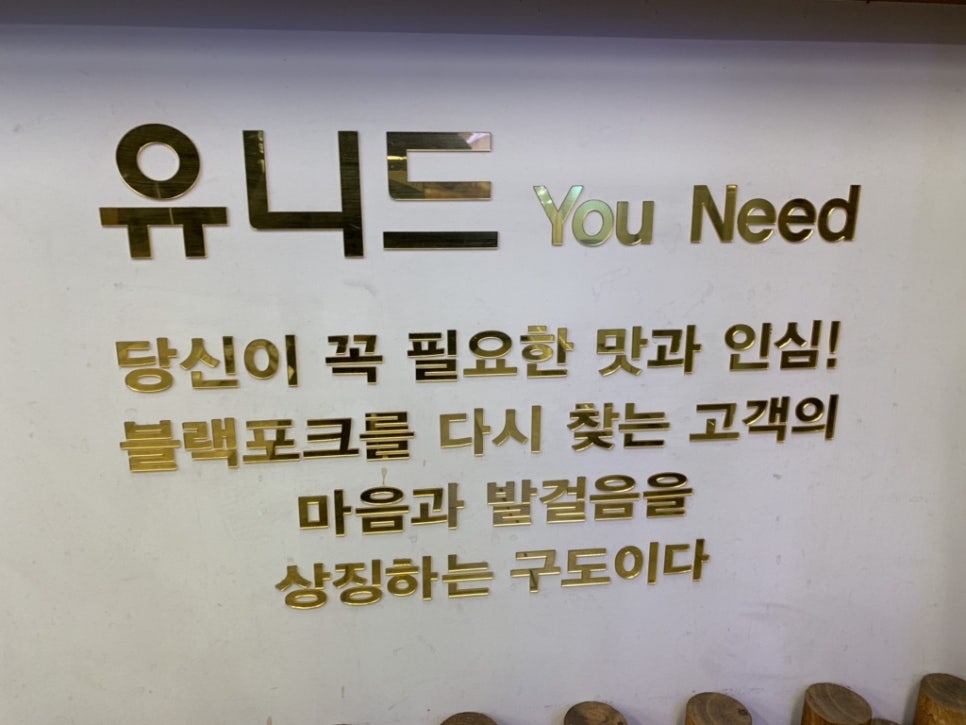 유니드 You Need
당신이 꼭 필요한 맛과 인심!
블랙포크를 다시 찾는 고객의
마음과 발걸음을
상징하는 구도이다